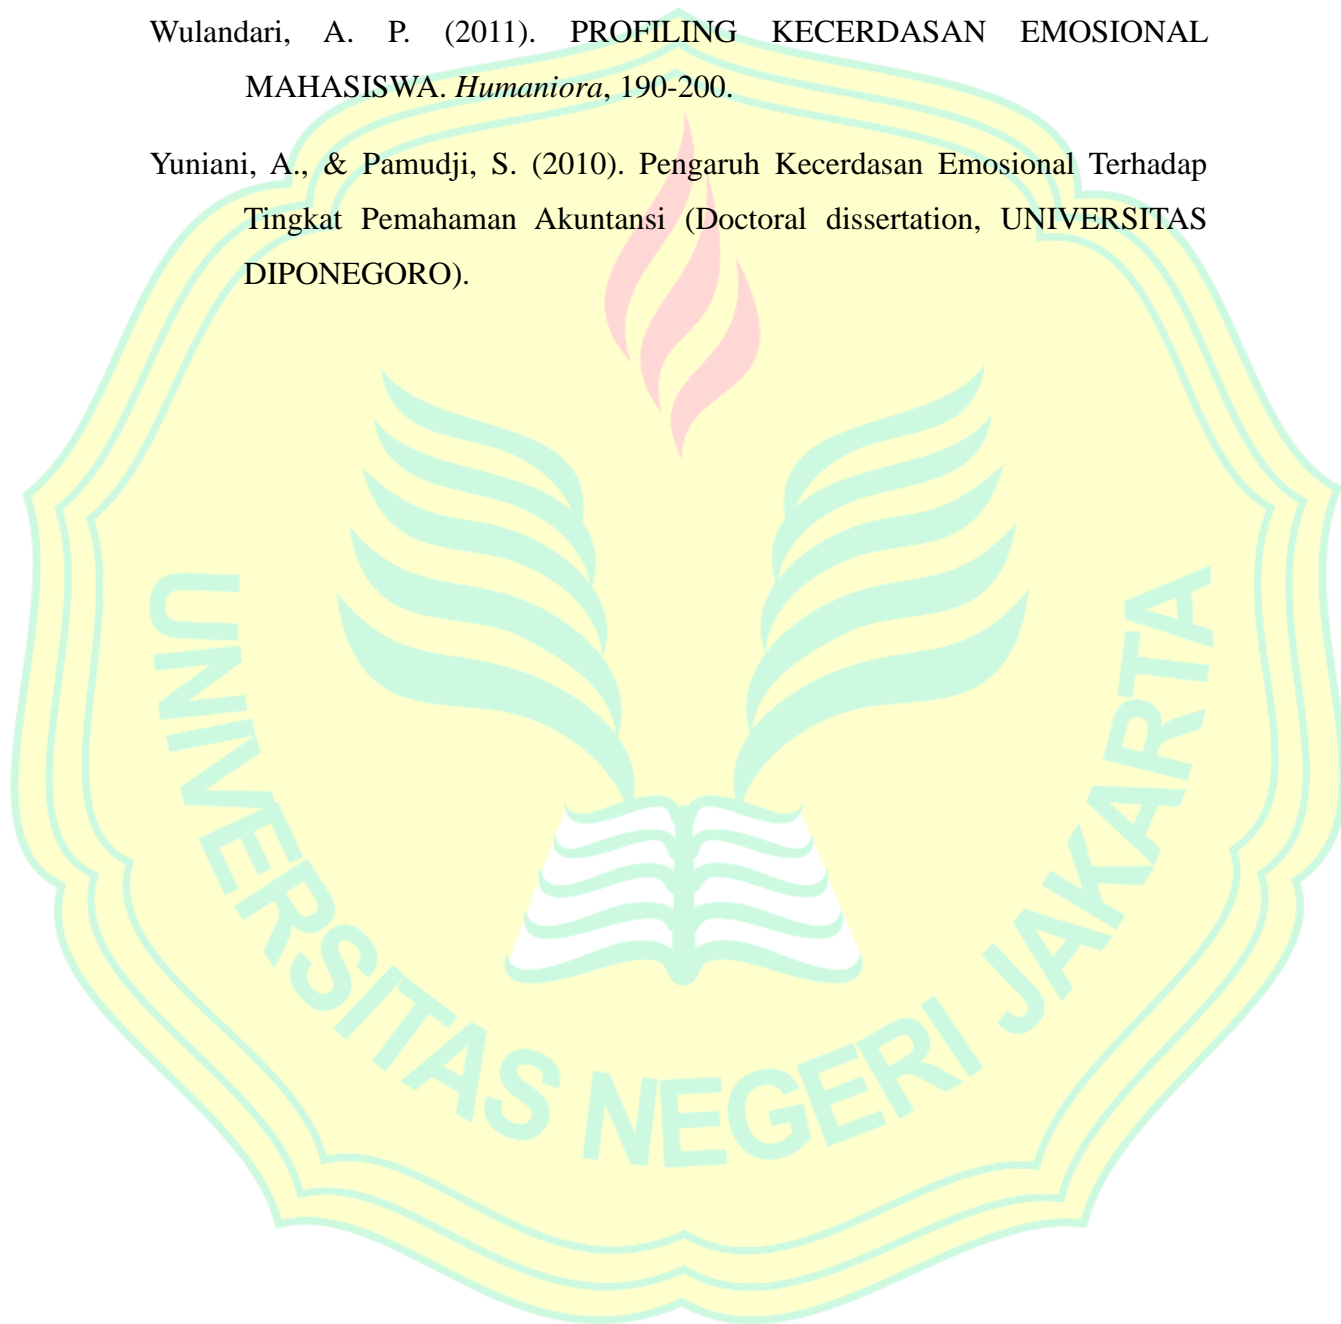 Wulandari, A. P. (2011). PROFILING KECERDASAN EMOSIONAL
MAHASISWA. Humaniora, 190-200.
Yuniani, A., & Pamudji, S. (2010). Pengaruh Kecerdasan Emosional Terhadap
Tingkat Pemahaman Akuntansi (Doctoral dissertation, UNIVERSITAS
DIPONEGORO).
UNIVERSITAS NEGERI JAKARTA